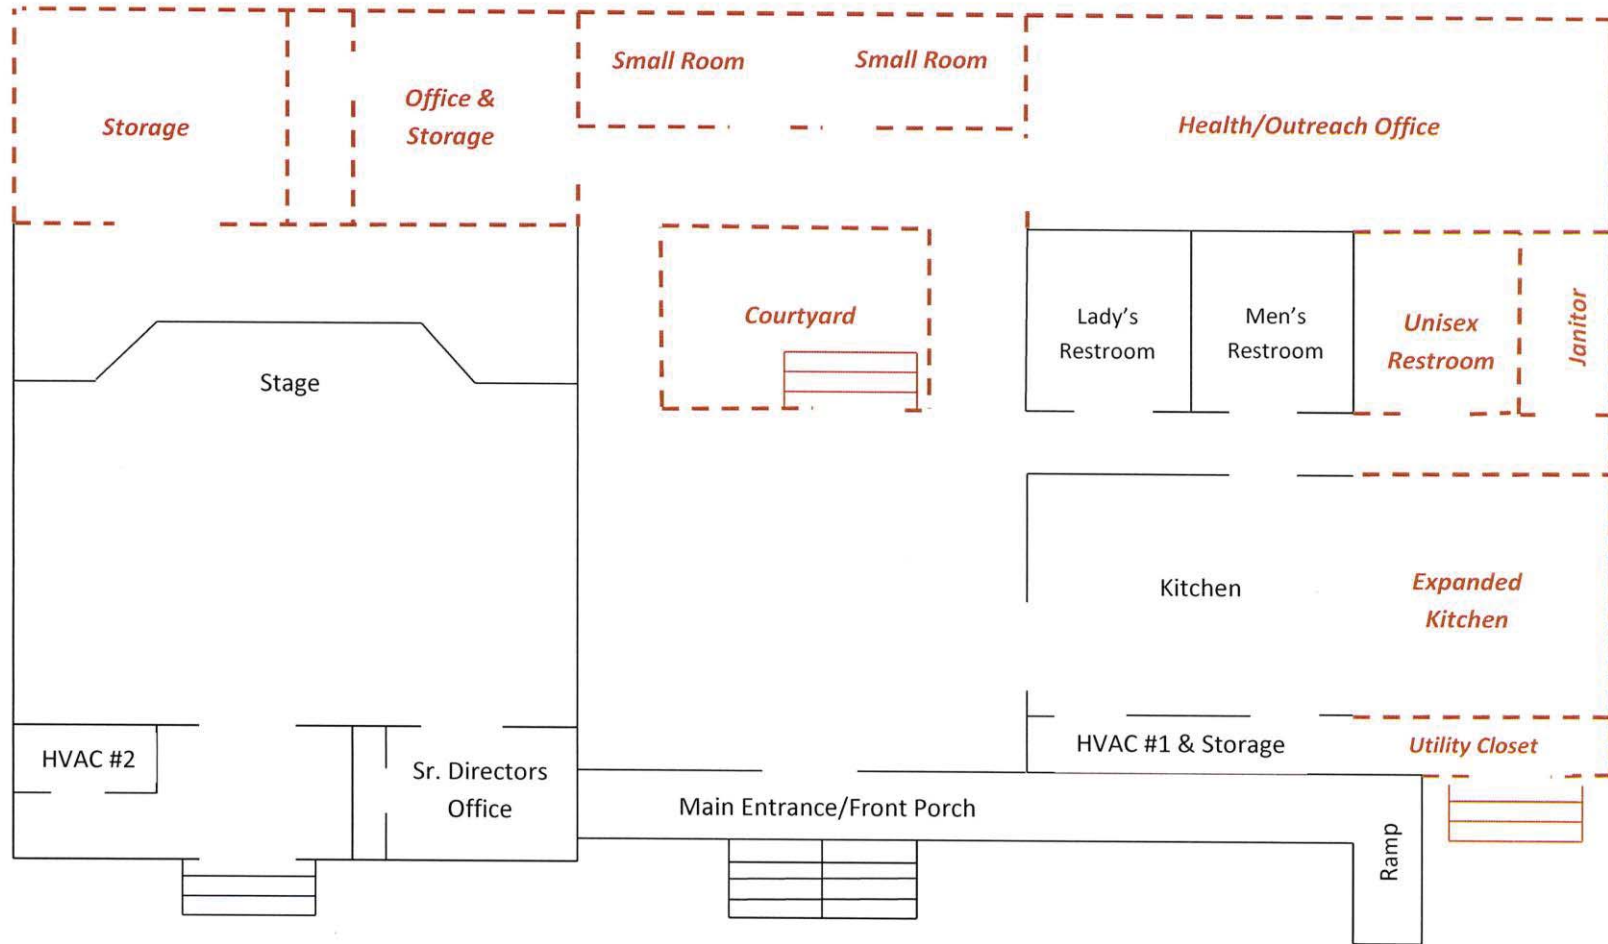 Small Room
Small Room
Office &
Storage
Storage
Health/Outreach Office
Courtyard
Lady's
Restroom
Men's
Restroom
Unisex
Restroom
Janitor
Stage
Kitchen
Expanded
Kitchen
HVAC #2
Sr. Directors
Office
HVAC #1 & Storage
Utility Closet
Main Entrance/Front Porch
Ramp